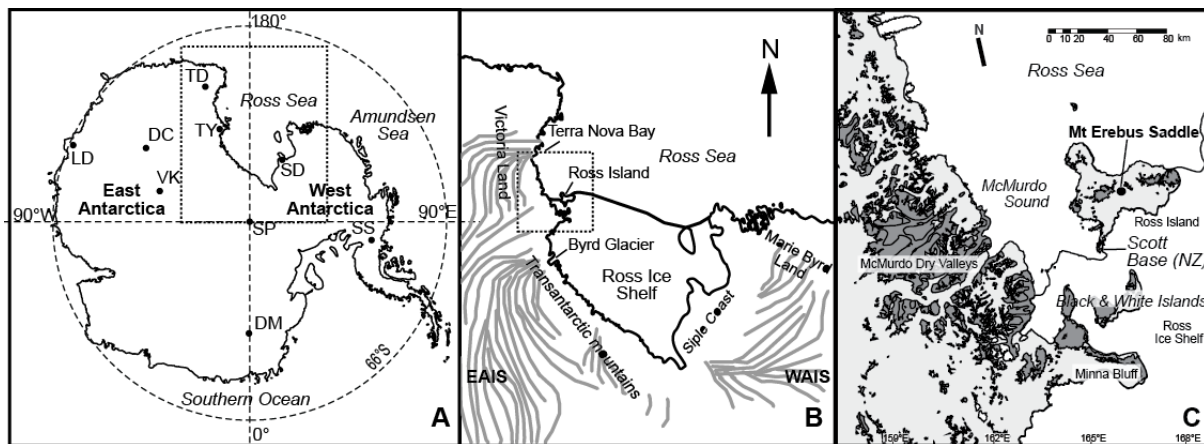 180°
TD
Ross Sea
Amundsen
Sea
TY
DC
LD
SD
VK
East
Antarctica
West
Antarctica
90°W
90°E
SP
SS
DM
66°S
Southern Ocean
A
0°
N
Victoria Land
Terra Nova Bay
Ross Sea
Ross Island
Byrd Glacier
Ross Ice
Shelf
Marie Byrd
Land
Transantarctic mountains
Siple Coast
EAIS
WAIS
B
N
0 10 20 40 60 80
km
Ross Sea
Mt Erebus Saddle
McMurdo
Sound
Ross Island
Scott
Base (NZ)
McMurdo Dry Valleys
Black & White Islands
Ross
Ice Shelf
Minna Bluff
C
159°E
162°E
165°E
168°E